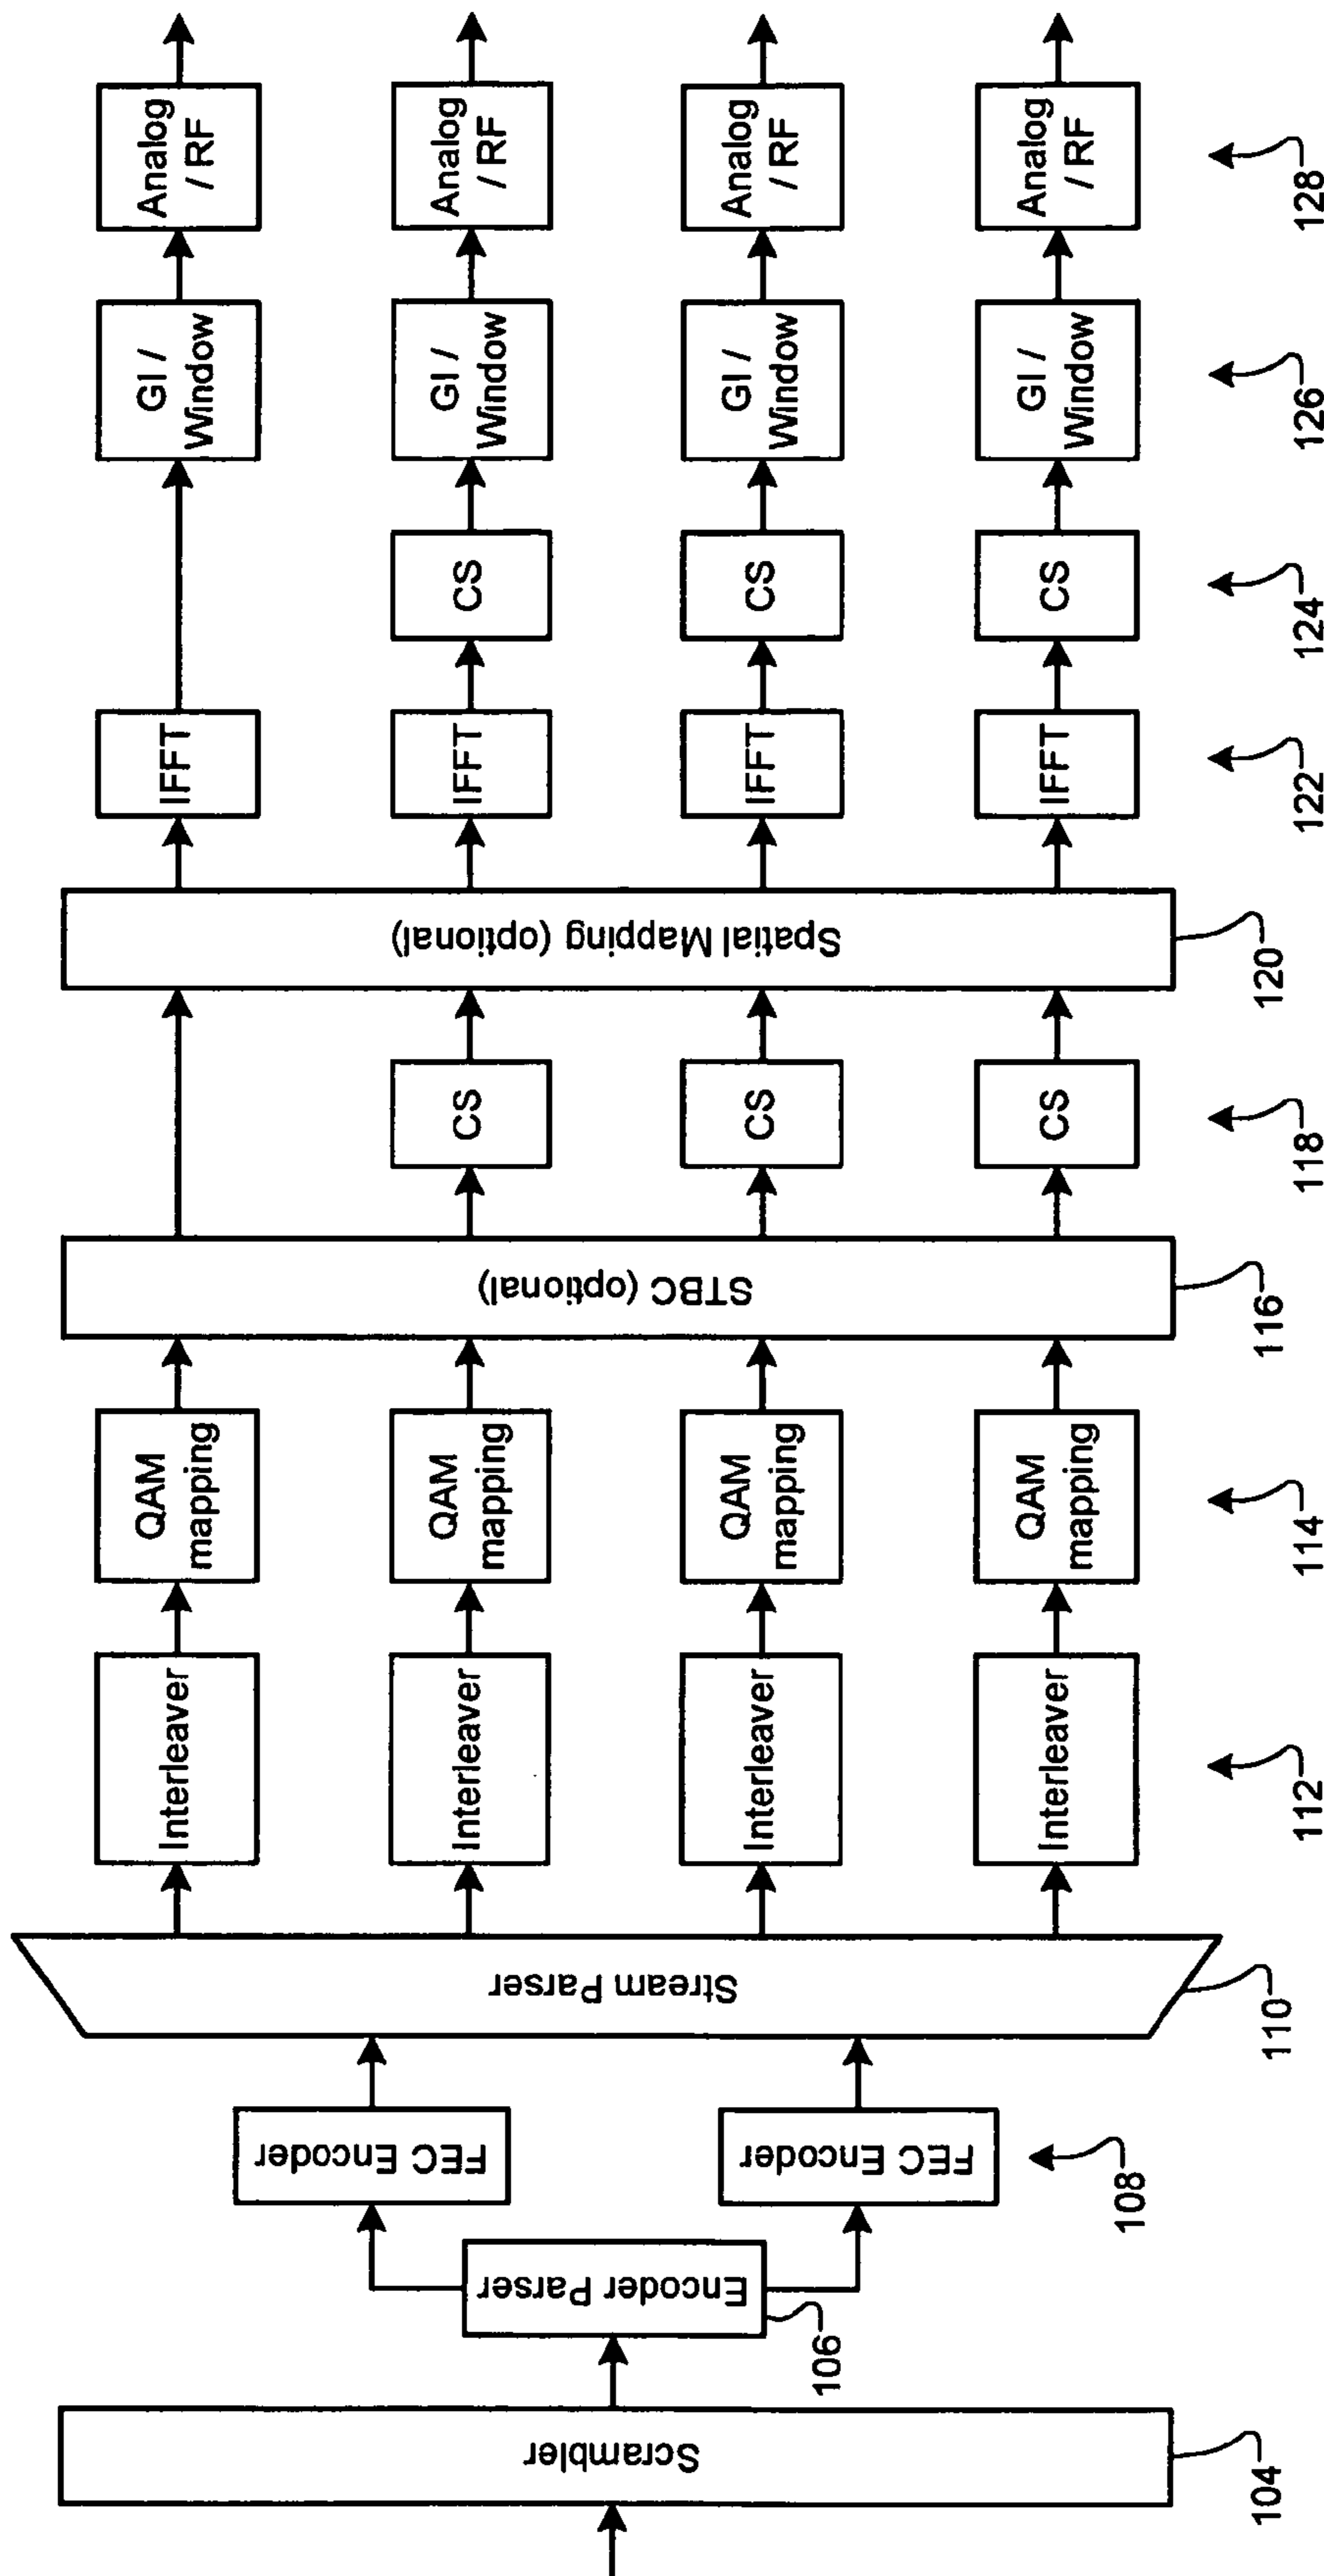 Scrambler
104
Encoder Parser
106
FEC Encoder
FEC Encoder
108
Stream Parser
110
Interleaver
Interleaver
Interleaver
Interleaver
112
QAM
mapping
QAM
mapping
QAM
mapping
QAM
mapping
114
STBC (optional)
116
CS
CS
CS
118
Spatial Mapping (optional)
120
IFFT
IFFT
IFFT
IFFT
122
CS
CS
CS
124
GI /
Window
GI /
Window
GI /
Window
GI /
Window
126
Analog
/ RF
Analog
/ RF
Analog
/ RF
Analog
/ RF
128